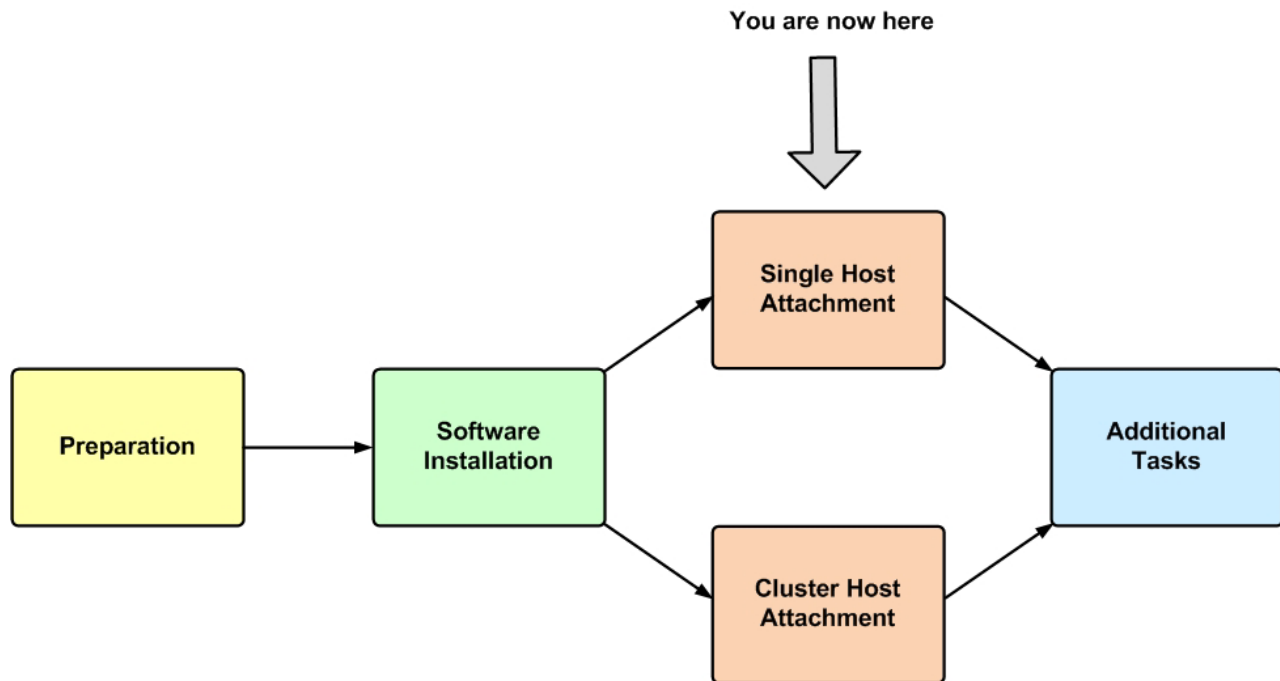 You are now here
Single Host
Attachment
Preparation
Software
Installation
Additional
Tasks
Cluster Host
Attachment